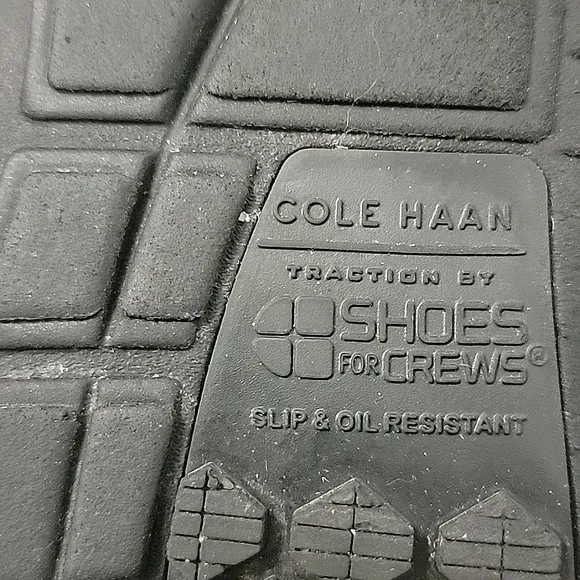 COLE HAAN
TRACTION BY
SHOES
FOR CREWS®
SLIP & OIL RESISTANT